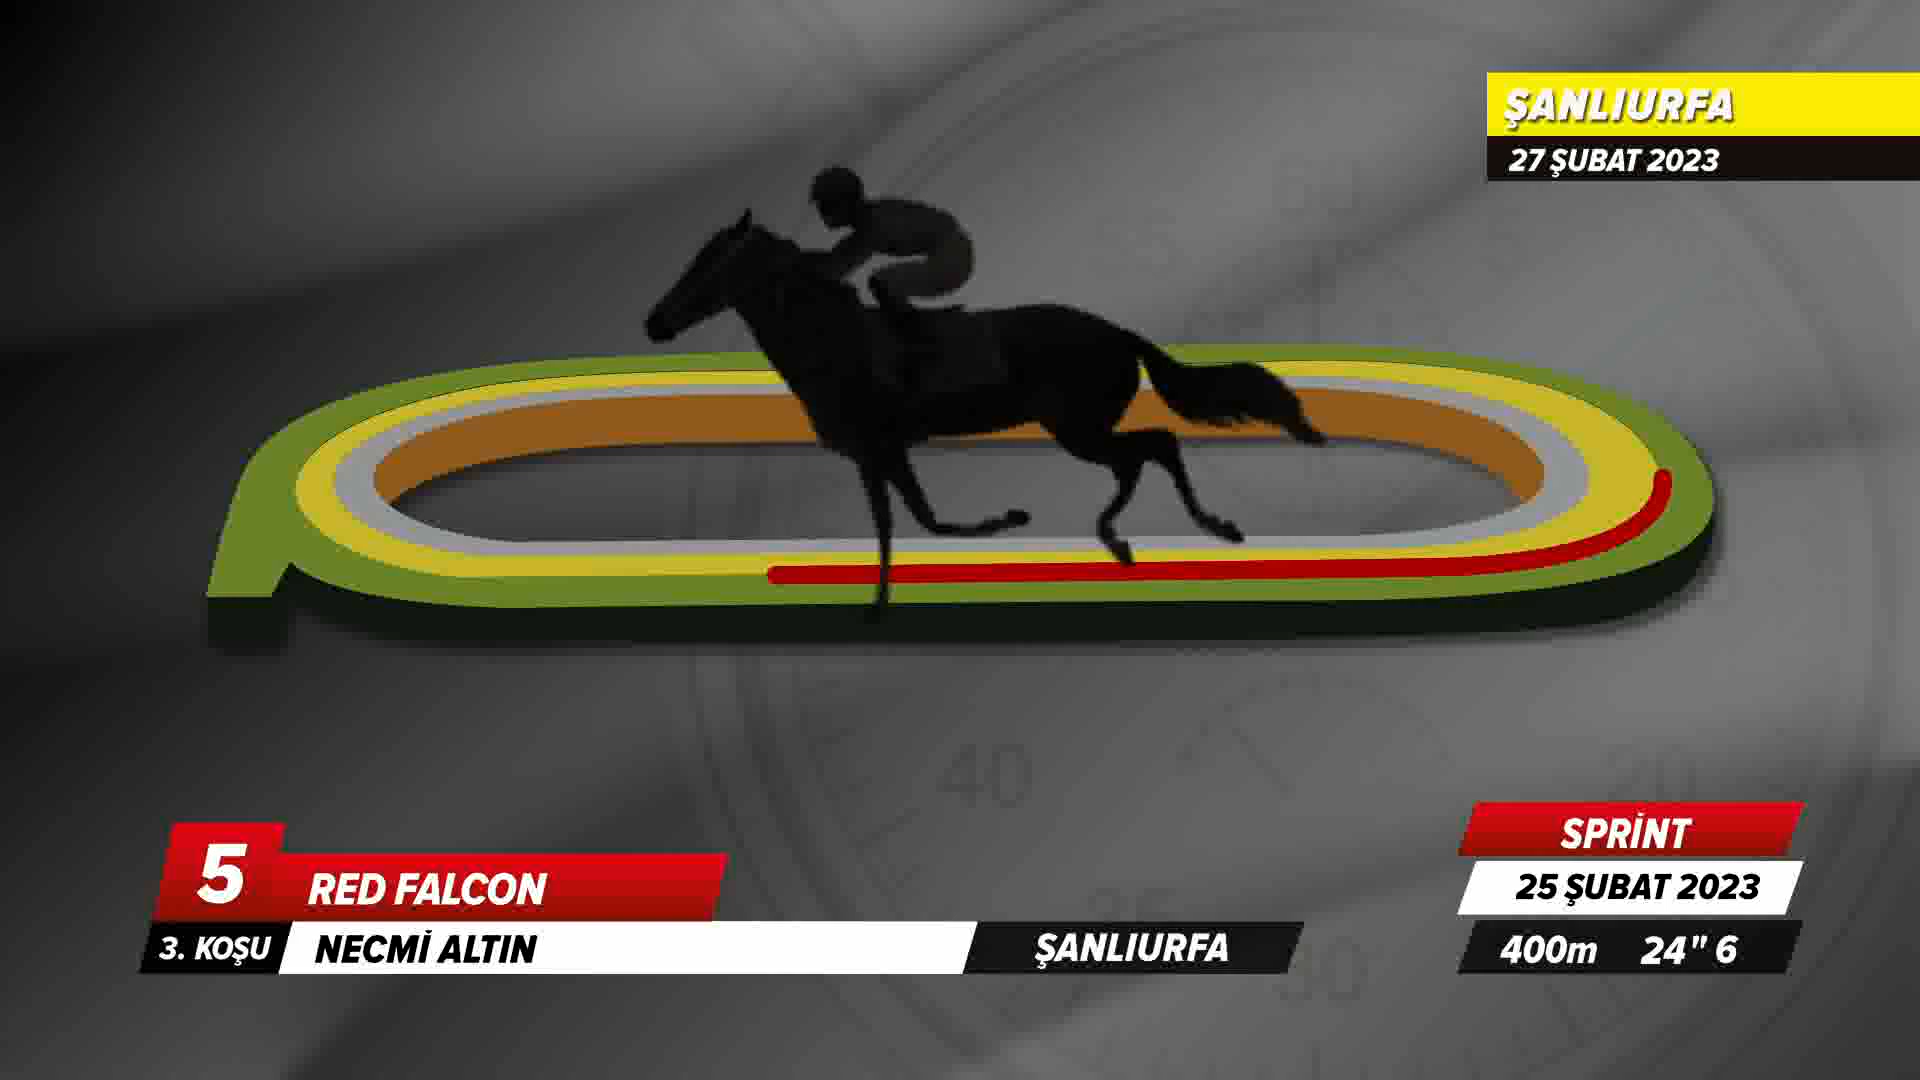 ŞANLIURFA
27 ŞUBAT 2023
40
5
RED FALCON
3. KOŞU
NECMİ ALTIN
ŞANLIURFA
SPRİNT
25 ŞUBAT 2023
400m 24" 6